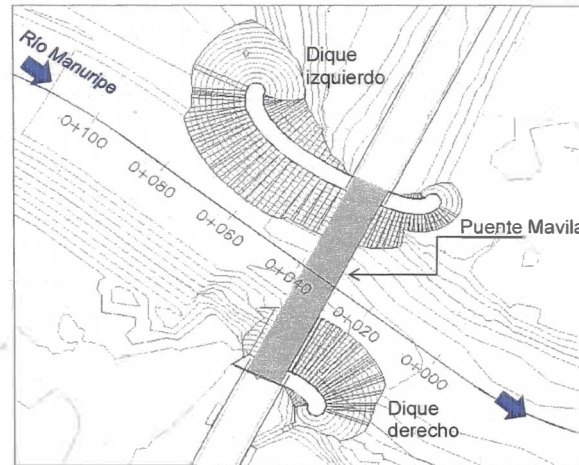 Río Manuripe
Dique
izquierdo
0+100
0+080
0+060
Puente Mavila
0+040
0+020
0+000
Dique
derecho